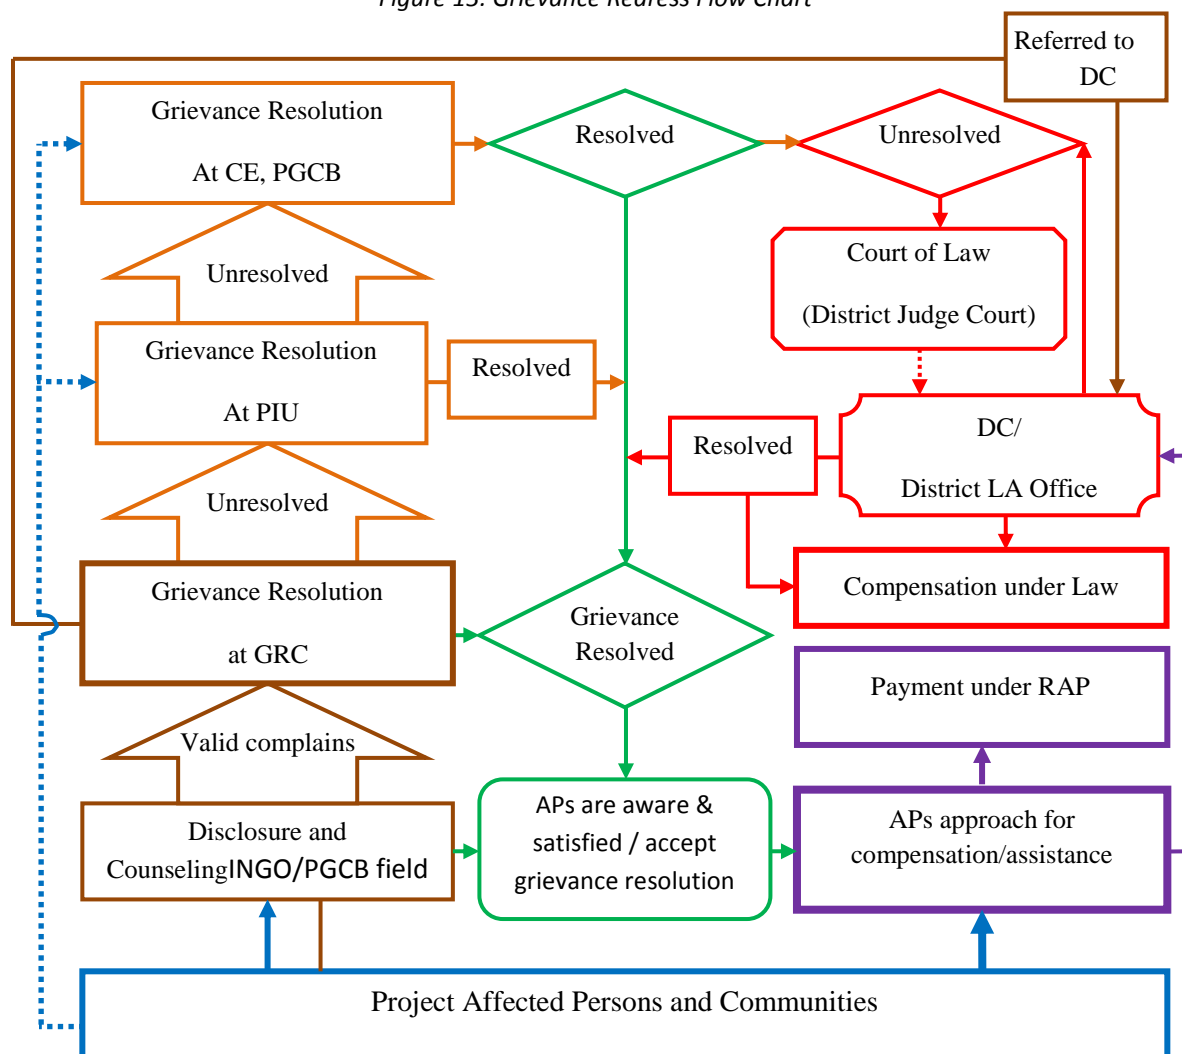 Figure 13: Grievance Redress Flow Chart
Referred to
DC
Grievance Resolution
At CE, PGCB
Resolved
Unresolved
Unresolved
Court of Law
(District Judge Court)
Grievance Resolution
At PIU
Resolved
Resolved
DC/
District LA Office
Unresolved
Grievance Resolution
at GRC
Grievance
Resolved
Compensation under Law
Payment under RAP
Valid complains
Disclosure and
CounselingINGO/PGCB field
APs are aware &
satisfied / accept
grievance resolution
APs approach for
compensation/assistance
Project Affected Persons and Communities